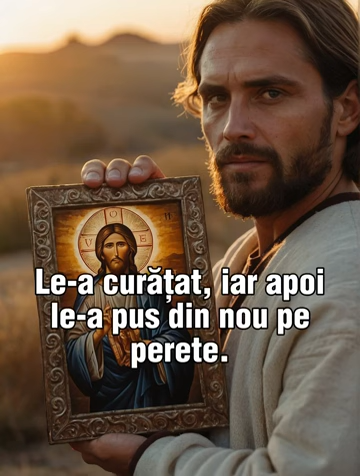 Le-a curățat, iar apoi
le-a pus din nou pe
perete.